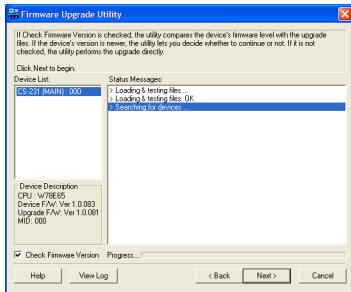 Firmware Upgrade Utility
If Check Firmware Version is checked, the utility compares the device's firmware level with the upgrade
files. If the device's version is newer, the utility lets you decide whether to continue or not. If it is not
checked, the utility performs the upgrade directly.
Click Next to begin.
Device List:
Status Messages:
CS-231 (MAIN) : 000
> Loading & testing files ...
> Loading & testing files: OK
> Searching for devices ...
Device Description
CPU : W78E65
Device F/W: Ver 1.0.083
Upgrade F/W: Ver 1.0.081
MID: 000
Check Firmware Version
Progress...
Help
View Log
< Back
Next >
Cancel